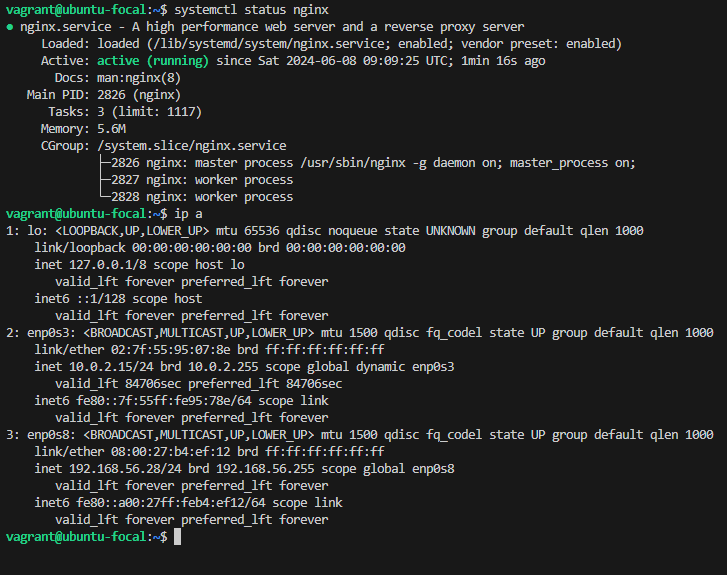 vagrant@ubuntu-focal:~$ systemctl status nginx
● nginx.service - A high performance web server and a reverse proxy server
     Loaded: loaded (/lib/systemd/system/nginx.service; enabled; vendor preset: enabled)
     Active: active (running) since Sat 2024-06-08 09:09:25 UTC; 1min 16s ago
       Docs: man:nginx(8)
   Main PID: 2826 (nginx)
      Tasks: 3 (limit: 1117)
     Memory: 5.6M
     CGroup: /system.slice/nginx.service
             ├─2826 nginx: master process /usr/sbin/nginx -g daemon on; master_process on;
             ├─2827 nginx: worker process
             └─2828 nginx: worker process
vagrant@ubuntu-focal:~$ ip a
1: lo: <LOOPBACK,UP,LOWER_UP> mtu 65536 qdisc noqueue state UNKNOWN group default qlen 1000
    link/loopback 00:00:00:00:00:00 brd 00:00:00:00:00:00
    inet 127.0.0.1/8 scope host lo
       valid_lft forever preferred_lft forever
    inet6 ::1/128 scope host
       valid_lft forever preferred_lft forever
2: enp0s3: <BROADCAST,MULTICAST,UP,LOWER_UP> mtu 1500 qdisc fq_codel state UP group default qlen 1000
    link/ether 02:7f:55:95:07:8e brd ff:ff:ff:ff:ff:ff
    inet 10.0.2.15/24 brd 10.0.2.255 scope global dynamic enp0s3
       valid_lft 84706sec preferred_lft 84706sec
    inet6 fe80::7f:55ff:fe95:78e/64 scope link
       valid_lft forever preferred_lft forever
3: enp0s8: <BROADCAST,MULTICAST,UP,LOWER_UP> mtu 1500 qdisc fq_codel state UP group default qlen 1000
    link/ether 08:00:27:b4:ef:12 brd ff:ff:ff:ff:ff:ff
    inet 192.168.56.28/24 brd 192.168.56.255 scope global enp0s8
       valid_lft forever preferred_lft forever
    inet6 fe80::a00:27ff:feb4:ef12/64 scope link
       valid_lft forever preferred_lft forever
vagrant@ubuntu-focal:~$